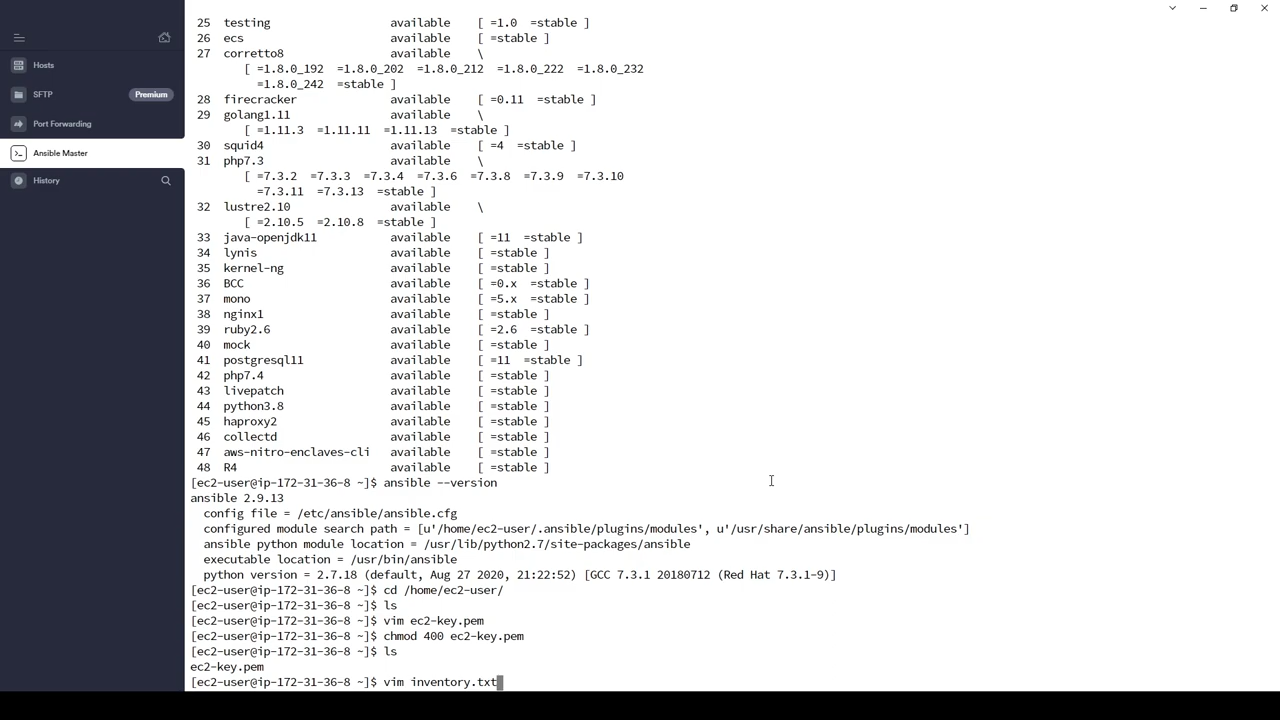 Hosts
SFTP Premium
Port Forwarding
Ansible Master
History
25 testing available [ =1.0 =stable ]
26 ecs available [ =stable ]
27 corretto8 available \
[ =1.8.0_192 =1.8.0_202 =1.8.0_212 =1.8.0_222 =1.8.0_232
=1.8.0_242 =stable ]
28 firecracker available [ =0.11 =stable ]
29 golang1.11 available \
[ =1.11.3 =1.11.11 =1.11.13 =stable ]
30 squid4 available [ =4 =stable ]
31 php7.3 available \
[ =7.3.2 =7.3.3 =7.3.4 =7.3.6 =7.3.8 =7.3.9 =7.3.10
=7.3.11 =7.3.13 =stable ]
32 lustre2.10 available \
[ =2.10.5 =2.10.8 =stable ]
33 java-openjdk11 available [ =11 =stable ]
34 lynis available [ =stable ]
35 kernel-ng available [ =stable ]
36 BCC available [ =0.x =stable ]
37 mono available [ =5.x =stable ]
38 nginx1 available [ =stable ]
39 ruby2.6 available [ =2.6 =stable ]
40 mock available [ =stable ]
41 postgresql11 available [ =11 =stable ]
42 php7.4 available [ =stable ]
43 livepatch available [ =stable ]
44 python3.8 available [ =stable ]
45 haproxy2 available [ =stable ]
46 collectd available [ =stable ]
47 aws-nitro-enclaves-cli available [ =stable ]
48 R4 available [ =stable ]
[ec2-user@ip-172-31-36-8 ~]$ ansible --version
ansible 2.9.13
config file = /etc/ansible/ansible.cfg
configured module search path = [u'/home/ec2-user/.ansible/plugins/modules', u'/usr/share/ansible/plugins/modules']
ansible python module location = /usr/lib/python2.7/site-packages/ansible
executable location = /usr/bin/ansible
python version = 2.7.18 (default, Aug 27 2020, 21:22:52) [GCC 7.3.1 20180712 (Red Hat 7.3.1-9)]
[ec2-user@ip-172-31-36-8 ~]$ cd /home/ec2-user/
[ec2-user@ip-172-31-36-8 ~]$ ls
[ec2-user@ip-172-31-36-8 ~]$ vim ec2-key.pem
[ec2-user@ip-172-31-36-8 ~]$ chmod 400 ec2-key.pem
[ec2-user@ip-172-31-36-8 ~]$ ls
ec2-key.pem
[ec2-user@ip-172-31-36-8 ~]$ vim inventory.txt